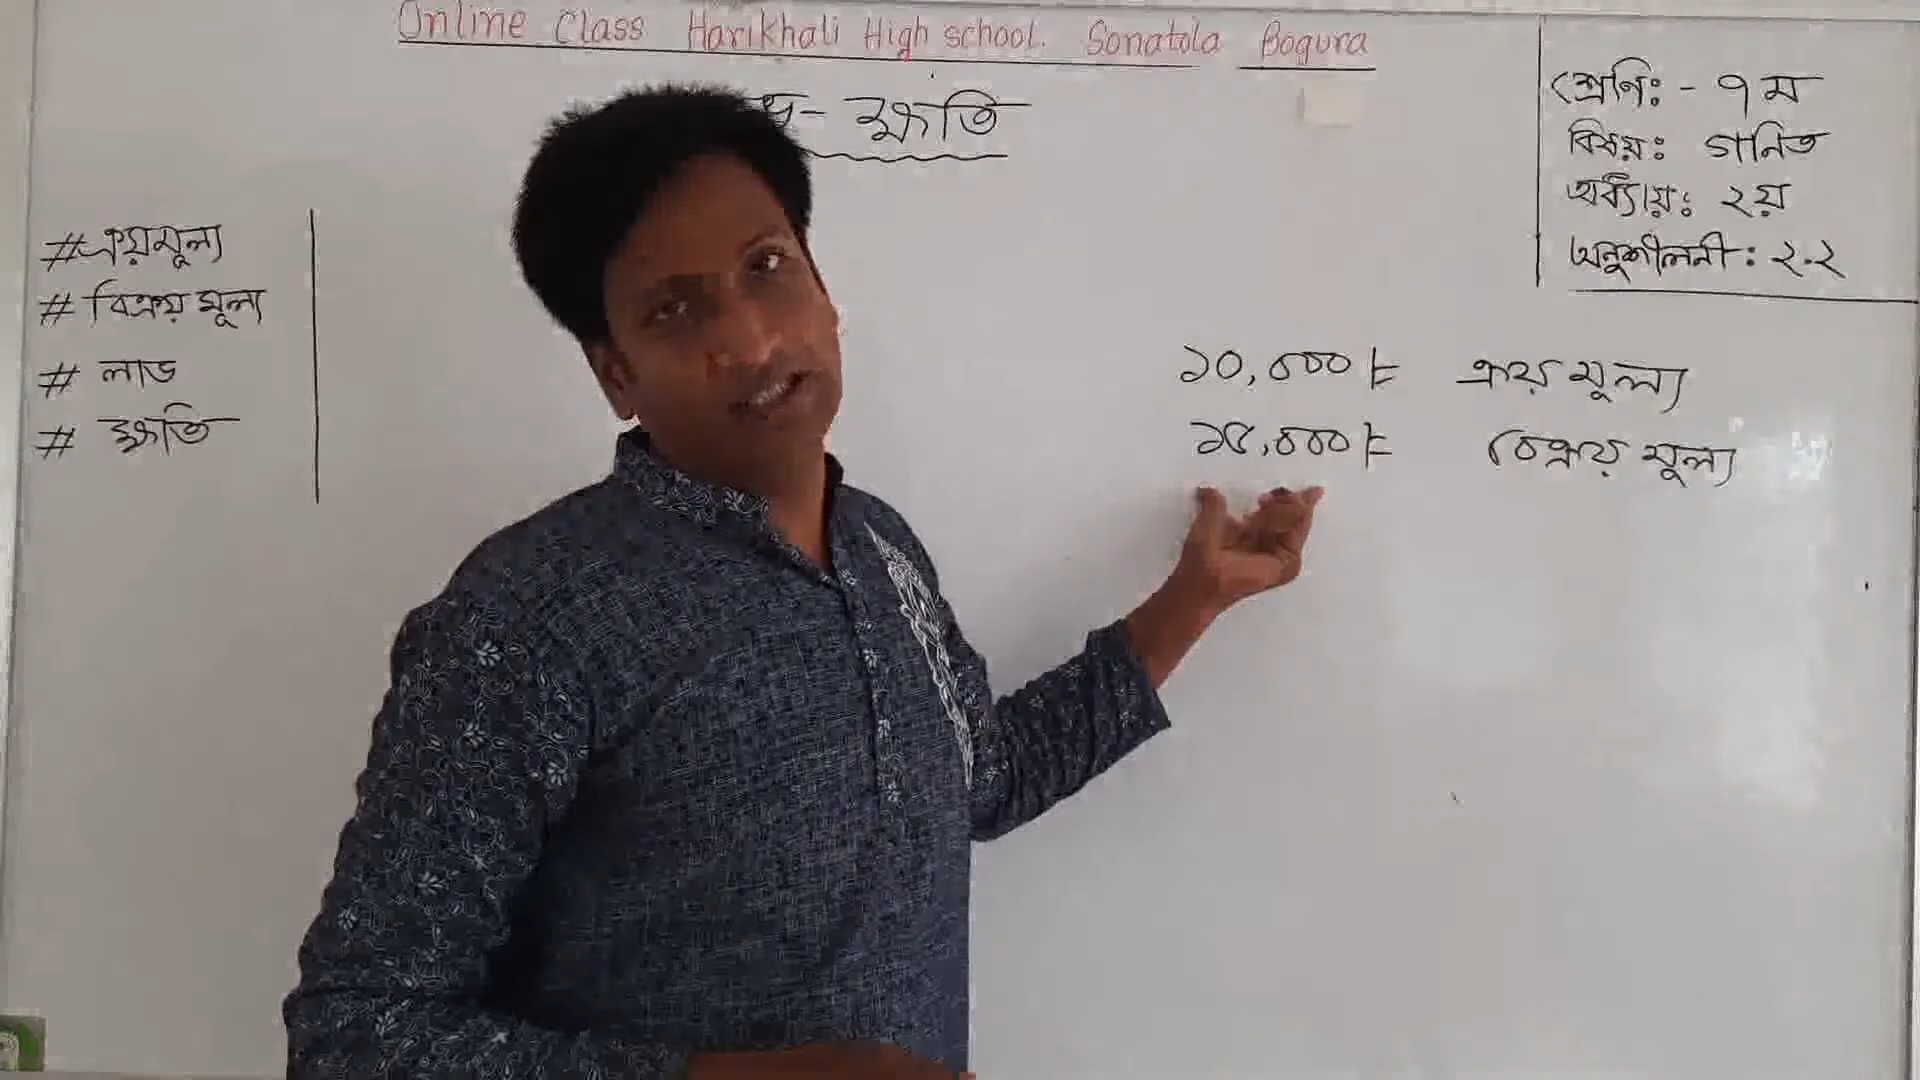 Online Class Harikhali High school. Sonatola Bogura
- ক্ষতি
শ্রেণিঃ - ৭ম
বিষয়ঃ গনিত
অধ্যায়ঃ ২য়
অনুশীলনী: ২.২
# ক্রয়মূল্য
# বিক্রয় মূল্য
# লাভ
# ক্ষতি
১০,০০০৳ ক্রয় মূল্য
১৫,০০০৳ বিক্রয় মূল্য